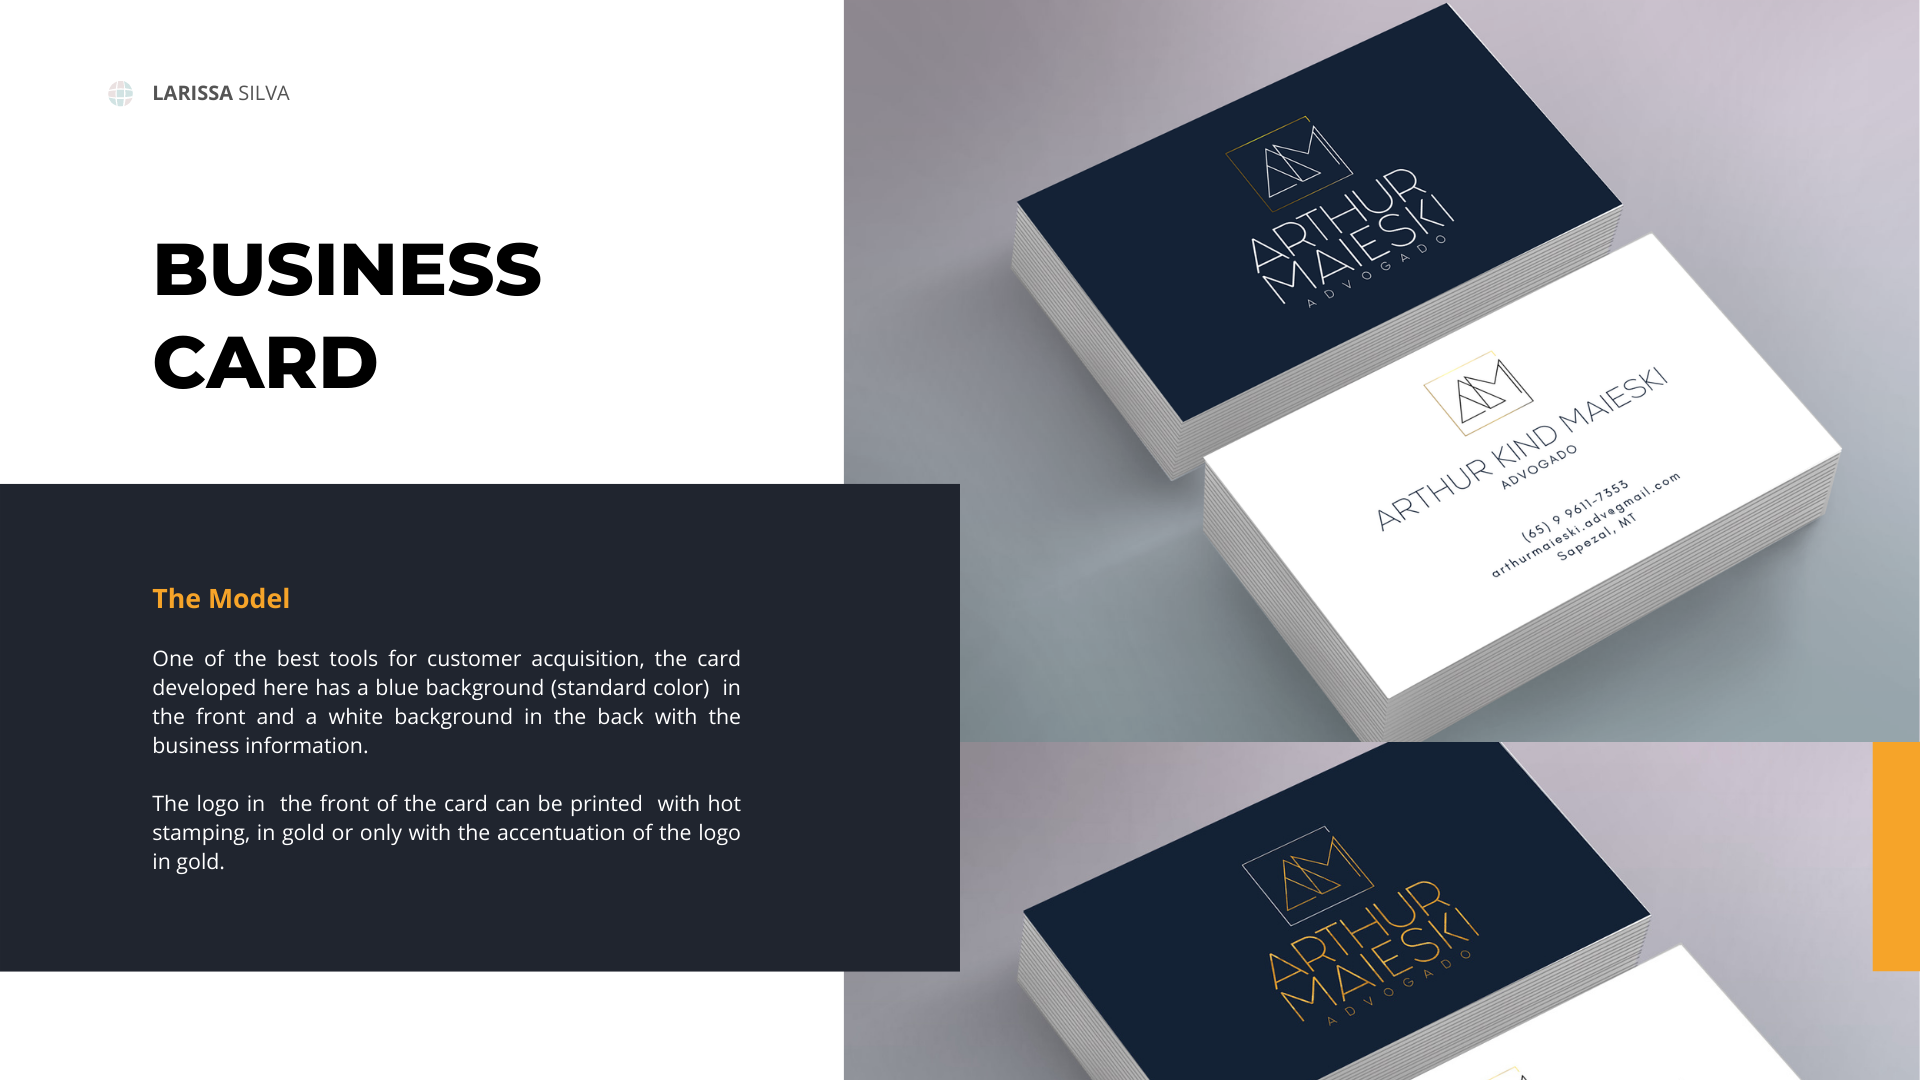 LARISSA SILVA
BUSINESS
CARD
The Model
One of the best tools for customer acquisition, the card
developed here has a blue background (standard color) in
the front and a white background in the back with the
business information.
The logo in the front of the card can be printed with hot
stamping, in gold or only with the accentuation of the logo
in gold.
AM
ARTHUR
MAIESKI
ADVOGADO
AM
ARTHUR KIND MAIESKI
ADVOGADO
(65) 9 9611-7353
arthurmaieski.adv@gmail.com
Sapezal, MT
AM
ARTHUR
MAIESKI
ADVOGADO